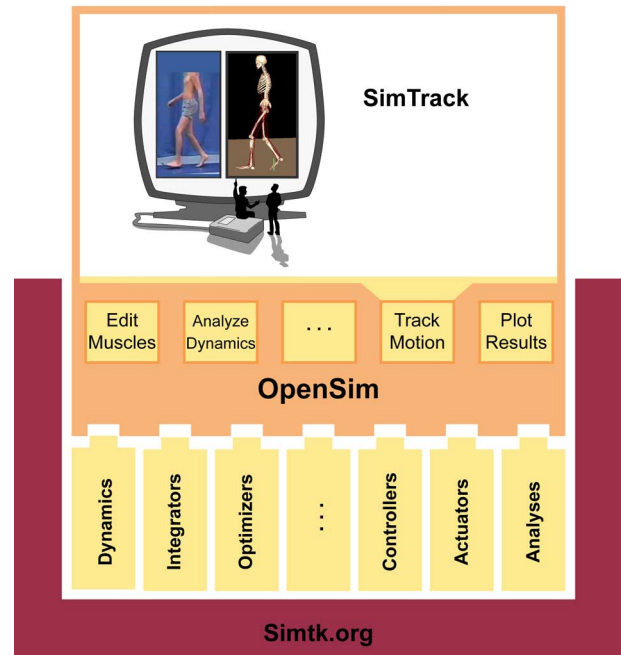 SimTrack
Edit
Muscles
Analyze
Dynamics
...
Track
Motion
Plot
Results
OpenSim
Dynamics
Integrators
Optimizers
...
Controllers
Actuators
Analyses
Simtk.org